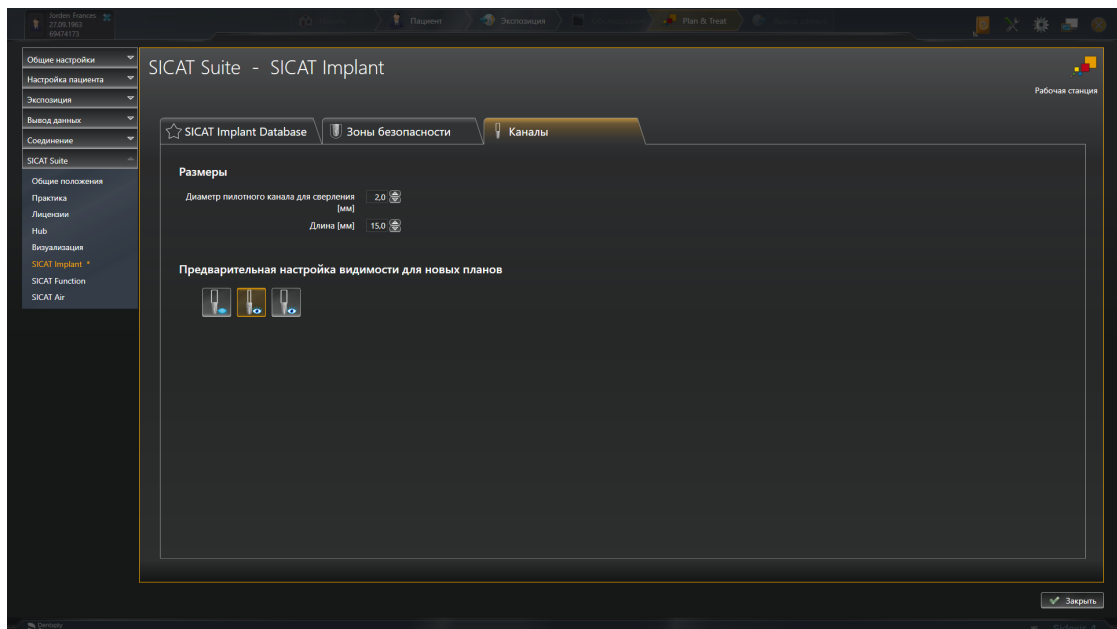 Jorden Frances
27.09.1963
69474173
Пациент
Экспозиция
Plan & Treat
Общие настройки
Настройка пациента
Экспозиция
Вывод данных
Соединение
SICAT Suite
Общие положения
Практика
Лицензии
Hub
Визуализация
SICAT Implant *
SICAT Function
SICAT Air
SICAT Suite - SICAT Implant
Рабочая станция
SICAT Implant Database
Зоны безопасности
Каналы
Размеры
Диаметр пилотного канала для сверления
[мм]
2,0
Длина [мм]
15,0
Предварительная настройка видимости для новых планов
Закрыть
Dentsply
Sidexis 4